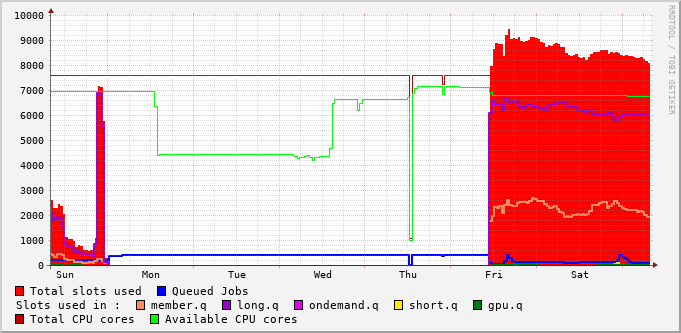 10000
9000
8000
7000
6000
5000
4000
3000
2000
1000
0
Sun Mon Tue Wed Thu Fri Sat
RRDTOOL / TOBI OETIKER
Total slots used Queued Jobs
Slots used in : member.q long.q ondemand.q short.q gpu.q
Total CPU cores Available CPU cores